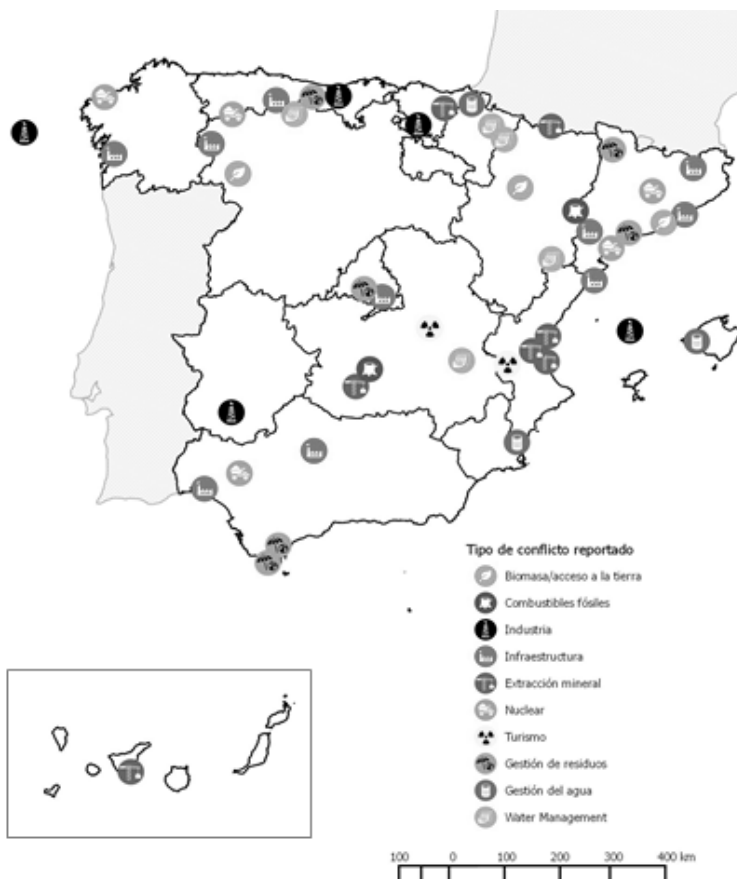 Tipo de conflicto reportado
Biomasa/acceso a la tierra
Combustibles fósiles
Industria
Infraestructura
Extracción mineral
Nuclear
Turismo
Gestión de residuos
Gestión del agua
Water Management
100 0 100 200 300 400 km